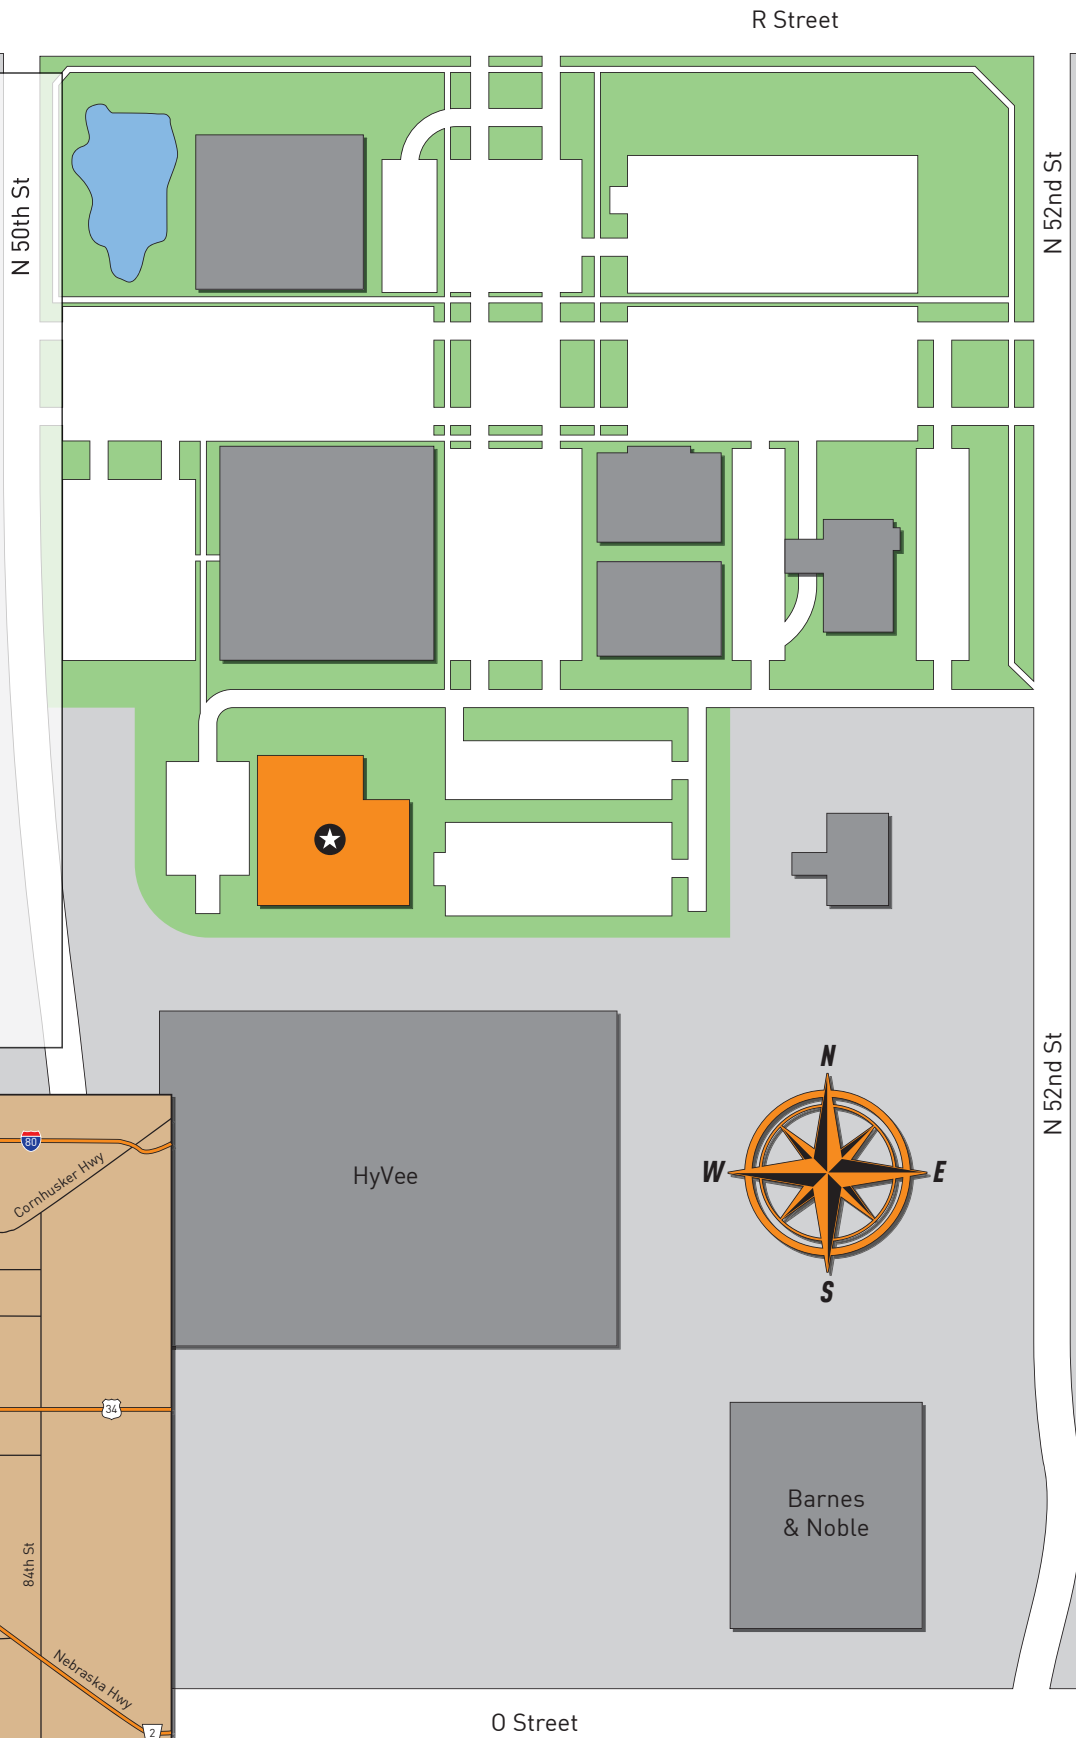 R Street
N 50th St
N 52nd St
N 52nd St
N
W
E
S
HyVee
80
Cornhusker Hwy
34
Barnes
& Noble
84th St
Nebraska Hwy
2
O Street